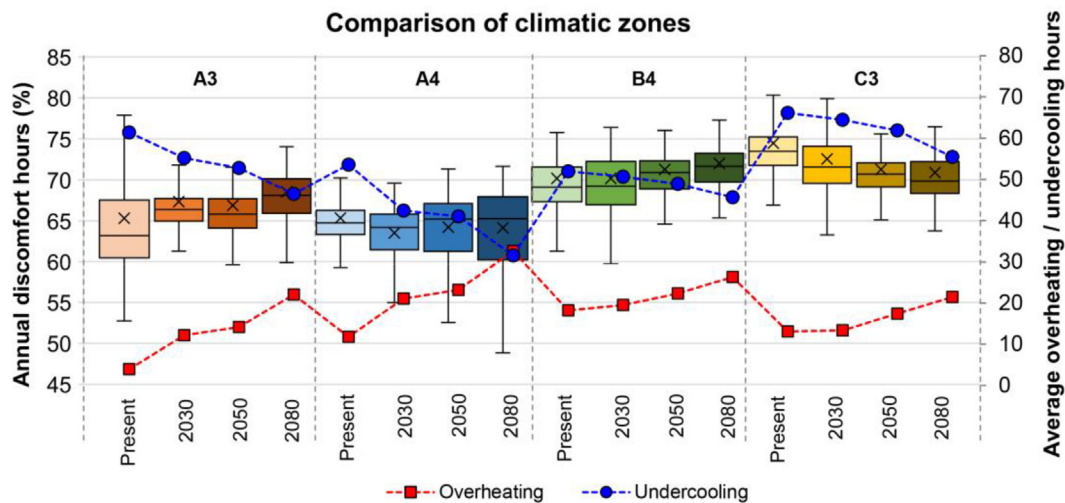 Comparison of climatic zones
Annual discomfort hours (%)
85
80
75
70
65
60
55
50
45
A3
A4
B4
C3
80
70
60
50
40
30
20
10
0
Average overheating / undercooling hours
Present
2030
2050
2080
Present
2030
2050
2080
Present
2030
2050
2080
Present
2030
2050
2080
Overheating
Undercooling